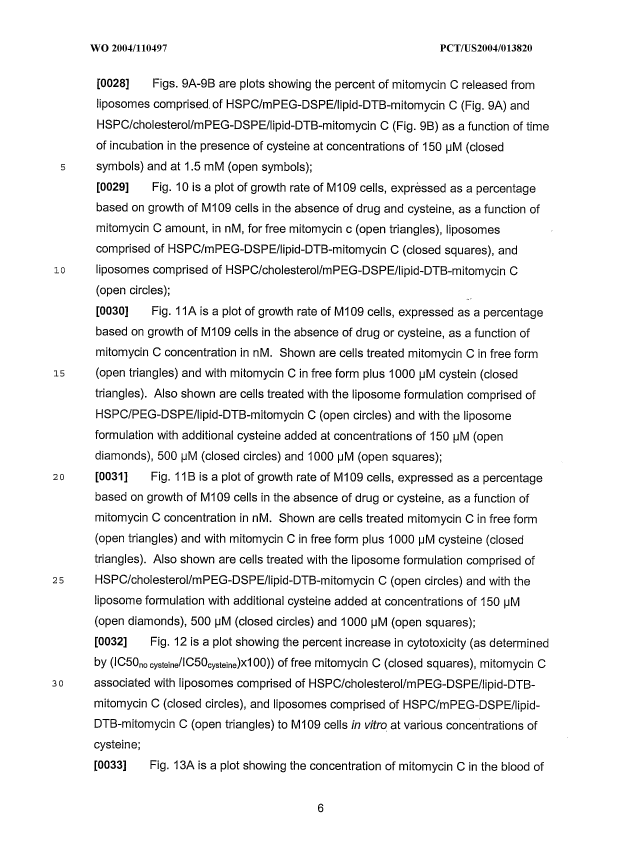 WO 2004/110497 PCT/US2004/013820
[0028] Figs. 9A-9B are plots showing the percent of mitomycin C released from
liposomes comprised of HSPC/mPEG-DSPE/lipid-DTB-mitomycin C (Fig. 9A) and
HSPC/cholesterol/mPEG-DSPE/lipid-DTB-mitomycin C (Fig. 9B) as a function of time
of incubation in the presence of cysteine at concentrations of 150 µM (closed
5 symbols) and at 1.5 mM (open symbols);
[0029] Fig. 10 is a plot of growth rate of M109 cells, expressed as a percentage
based on growth of M109 cells in the absence of drug and cysteine, as a function of
mitomycin C amount, in nM, for free mitomycin c (open triangles), liposomes
comprised of HSPC/mPEG-DSPE/lipid-DTB-mitomycin C (closed squares), and
10 liposomes comprised of HSPC/cholesterol/mPEG-DSPE/lipid-DTB-mitomycin C
(open circles);
[0030] Fig. 11A is a plot of growth rate of M109 cells, expressed as a percentage
based on growth of M109 cells in the absence of drug or cysteine, as a function of
mitomycin C concentration in nM. Shown are cells treated mitomycin C in free form
15 (open triangles) and with mitomycin C in free form plus 1000 µM cystein (closed
triangles). Also shown are cells treated with the liposome formulation comprised of
HSPC/PEG-DSPE/lipid-DTB-mitomycin C (open circles) and with the liposome
formulation with additional cysteine added at concentrations of 150 µM (open
diamonds), 500 µM (closed circles) and 1000 µM (open squares);
20 [0031] Fig. 11B is a plot of growth rate of M109 cells, expressed as a percentage
based on growth of M109 cells in the absence of drug or cysteine, as a function of
mitomycin C concentration in nM. Shown are cells treated mitomycin C in free form
(open triangles) and with mitomycin C in free form plus 1000 µM cysteine (closed
triangles). Also shown are cells treated with the liposome formulation comprised of
25 HSPC/cholesterol/mPEG-DSPE/lipid-DTB-mitomycin C (open circles) and with the
liposome formulation with additional cysteine added at concentrations of 150 µM
(open diamonds), 500 µM (closed circles) and 1000 µM (open squares);
[0032] Fig. 12 is a plot showing the percent increase in cytotoxicity (as determined
by (IC50no cysteine/IC50cysteine)x100)) of free mitomycin C (closed squares), mitomycin C
30 associated with liposomes comprised of HSPC/cholesterol/mPEG-DSPE/lipid-DTB-
mitomycin C (closed circles), and liposomes comprised of HSPC/mPEG-DSPE/lipid-
DTB-mitomycin C (open triangles) to M109 cells in vitro at various concentrations of
cysteine;
[0033] Fig. 13A is a plot showing the concentration of mitomycin C in the blood of
6